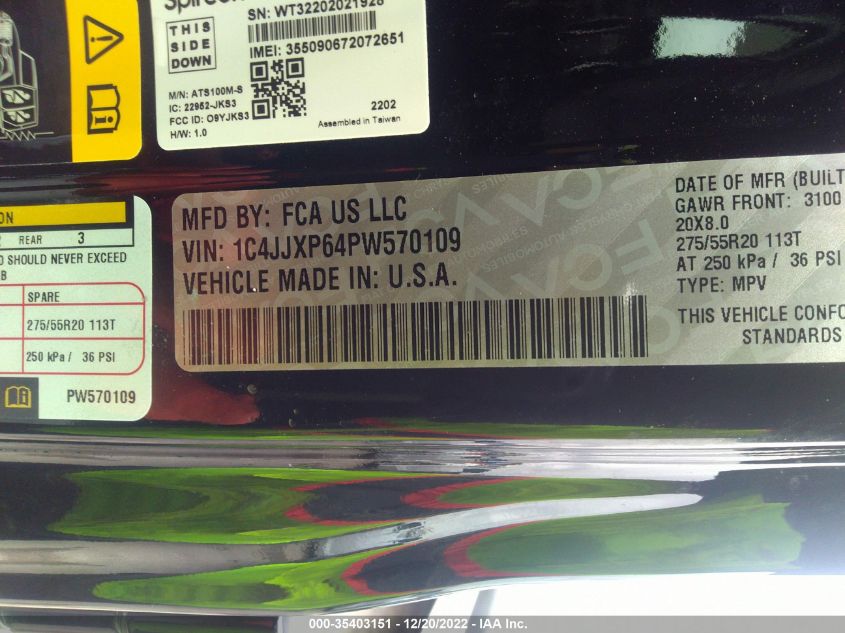 SN: WT32202021928
THIS
SIDE
DOWN
IMEI: 355090672072651
M/N: ATS100M-S
IC: 22952-JKS3
FCC ID: O9YJKS3
H/W: 1.0
2202
Assembled in Taiwan
ON
REAR 3
SHOULD NEVER EXCEED
SPARE
275/55R20 113T
250 kPa / 36 PSI
PW570109
MFD BY: FCA US LLC
VIN: 1C4JJXP64PW570109
VEHICLE MADE IN: U.S.A.
DATE OF MFR (BUILT
GAWR FRONT: 3100
20X8.0
275/55R20 113T
AT 250 kPa / 36 PSI
TYPE: MPV
THIS VEHICLE CONFO
STANDARDS
000-35403151 - 12/20/2022 - IAAI.COM